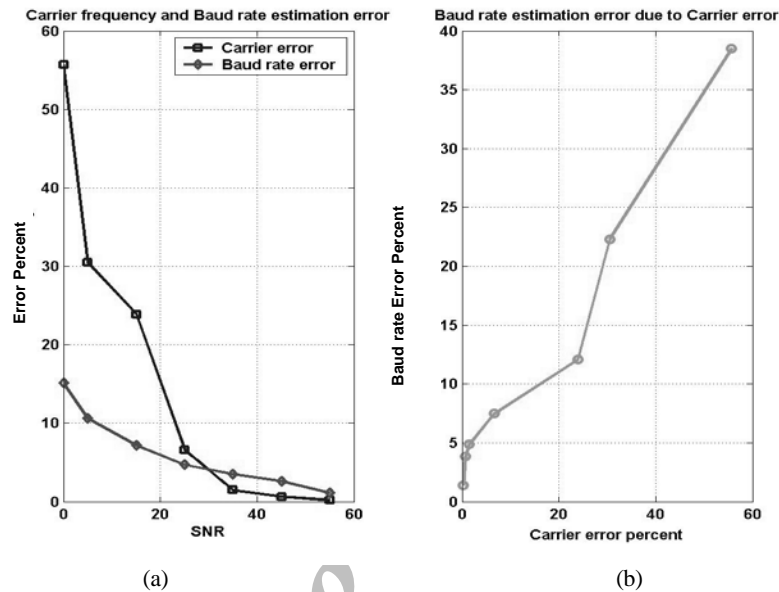 Carrier frequency and Baud rate estimation error
Carrier error
Baud rate error
60
50
40
30
20
10
0
Error Percent
0
20
40
60
SNR
(a)
Baud rate estimation error due to Carrier error
40
35
30
25
20
15
10
5
0
Baud rate Error Percent
0
20
40
60
Carrier error percent
(b)